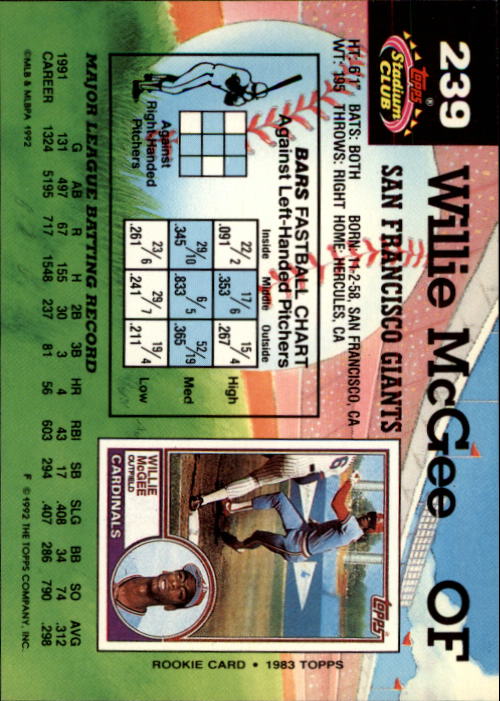 239
Willie McGee OF
Topps®
Stadium
CLUB
SAN FRANCISCO GIANTS
HT: 6'1" BATS: BOTH BORN: 11-2-58, SAN FRANCISCO, CA
WT: 195 THROWS: RIGHT HOME: HERCULES, CA
BARS FASTBALL CHART
Against Left-Handed Pitchers
Inside Middle Outside
22/2 17/6 15/4
.091 .353 .267 High
29/10 6/5 52/19
.345 .833 .365 Med
23/6 29/7 19/4
.261 .241 .211 Low
Against
Right-Handed
Pitchers
topps
WILLIE
McGEE
OUTFIELD
CARDINALS
ROOKIE CARD • 1983 TOPPS
MAJOR LEAGUE BATTING RECORD
G AB R H 2B 3B HR RBI SB SLG BB SO AVG
1991 131 497 67 155 30 3 4 43 17 .408 34 74 .312
CAREER 1324 5195 717 1548 237 81 56 603 294 .407 286 790 .298
©MLB & MLBPA 1992
F © 1992 THE TOPPS COMPANY, INC.